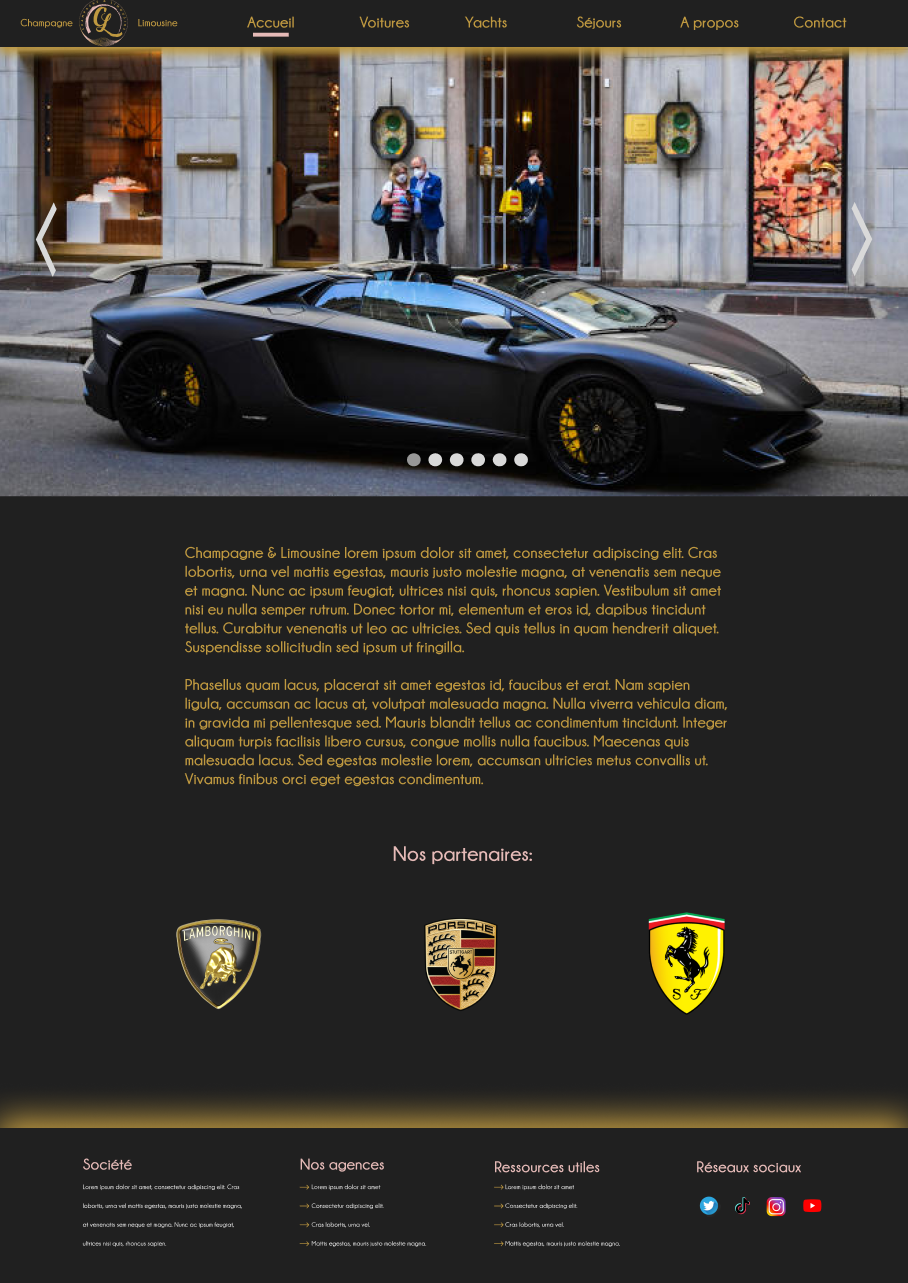 Champagne
Limousine
Accueil
Voitures
Yachts
Séjours
A propos
Contact
Champagne & Limousine lorem ipsum dolor sit amet, consectetur adipiscing elit. Cras
lobortis, urna vel mattis egestas, mauris justo molestie magna, at venenatis sem neque
et magna. Nunc ac ipsum feugiat, ultrices nisi quis, rhoncus sapien. Vestibulum sit amet
nisi eu nulla semper rutrum. Donec tortor mi, elementum et eros id, dapibus tincidunt
tellus. Curabitur venenatis ut leo ac ultricies. Sed quis tellus in quam hendrerit aliquet.
Suspendisse sollicitudin sed ipsum ut fringilla.
Phasellus quam lacus, placerat sit amet egestas id, faucibus et erat. Nam sapien
ligula, accumsan ac lacus at, volutpat malesuada magna. Nulla viverra vehicula diam,
in gravida mi pellentesque sed. Mauris blandit tellus ac condimentum tincidunt. Integer
aliquam turpis facilisis libero cursus, congue mollis nulla faucibus. Maecenas quis
malesuada lacus. Sed egestas molestie lorem, accumsan ultricies metus convallis ut.
Vivamus finibus orci eget egestas condimentum.
Nos partenaires:
LAMBORGHINI
PORSCHE
STUTTGART
S F
Société
Lorem ipsum dolor sit amet, consectetur adipiscing elit. Cras
lobortis, urna vel mattis egestas, mauris justo molestie magna,
at venenatis sem neque et magna. Nunc ac ipsum feugiat,
ultrices nisi quis, rhoncus sapien.
Nos agences
Lorem ipsum dolor sit amet
Consectetur adipiscing elit.
Cras lobortis, urna vel.
Mattis egestas, mauris justo molestie magna.
Ressources utiles
Lorem ipsum dolor sit amet
Consectetur adipiscing elit.
Cras lobortis, urna vel.
Mattis egestas, mauris justo molestie magna.
Réseaux sociaux